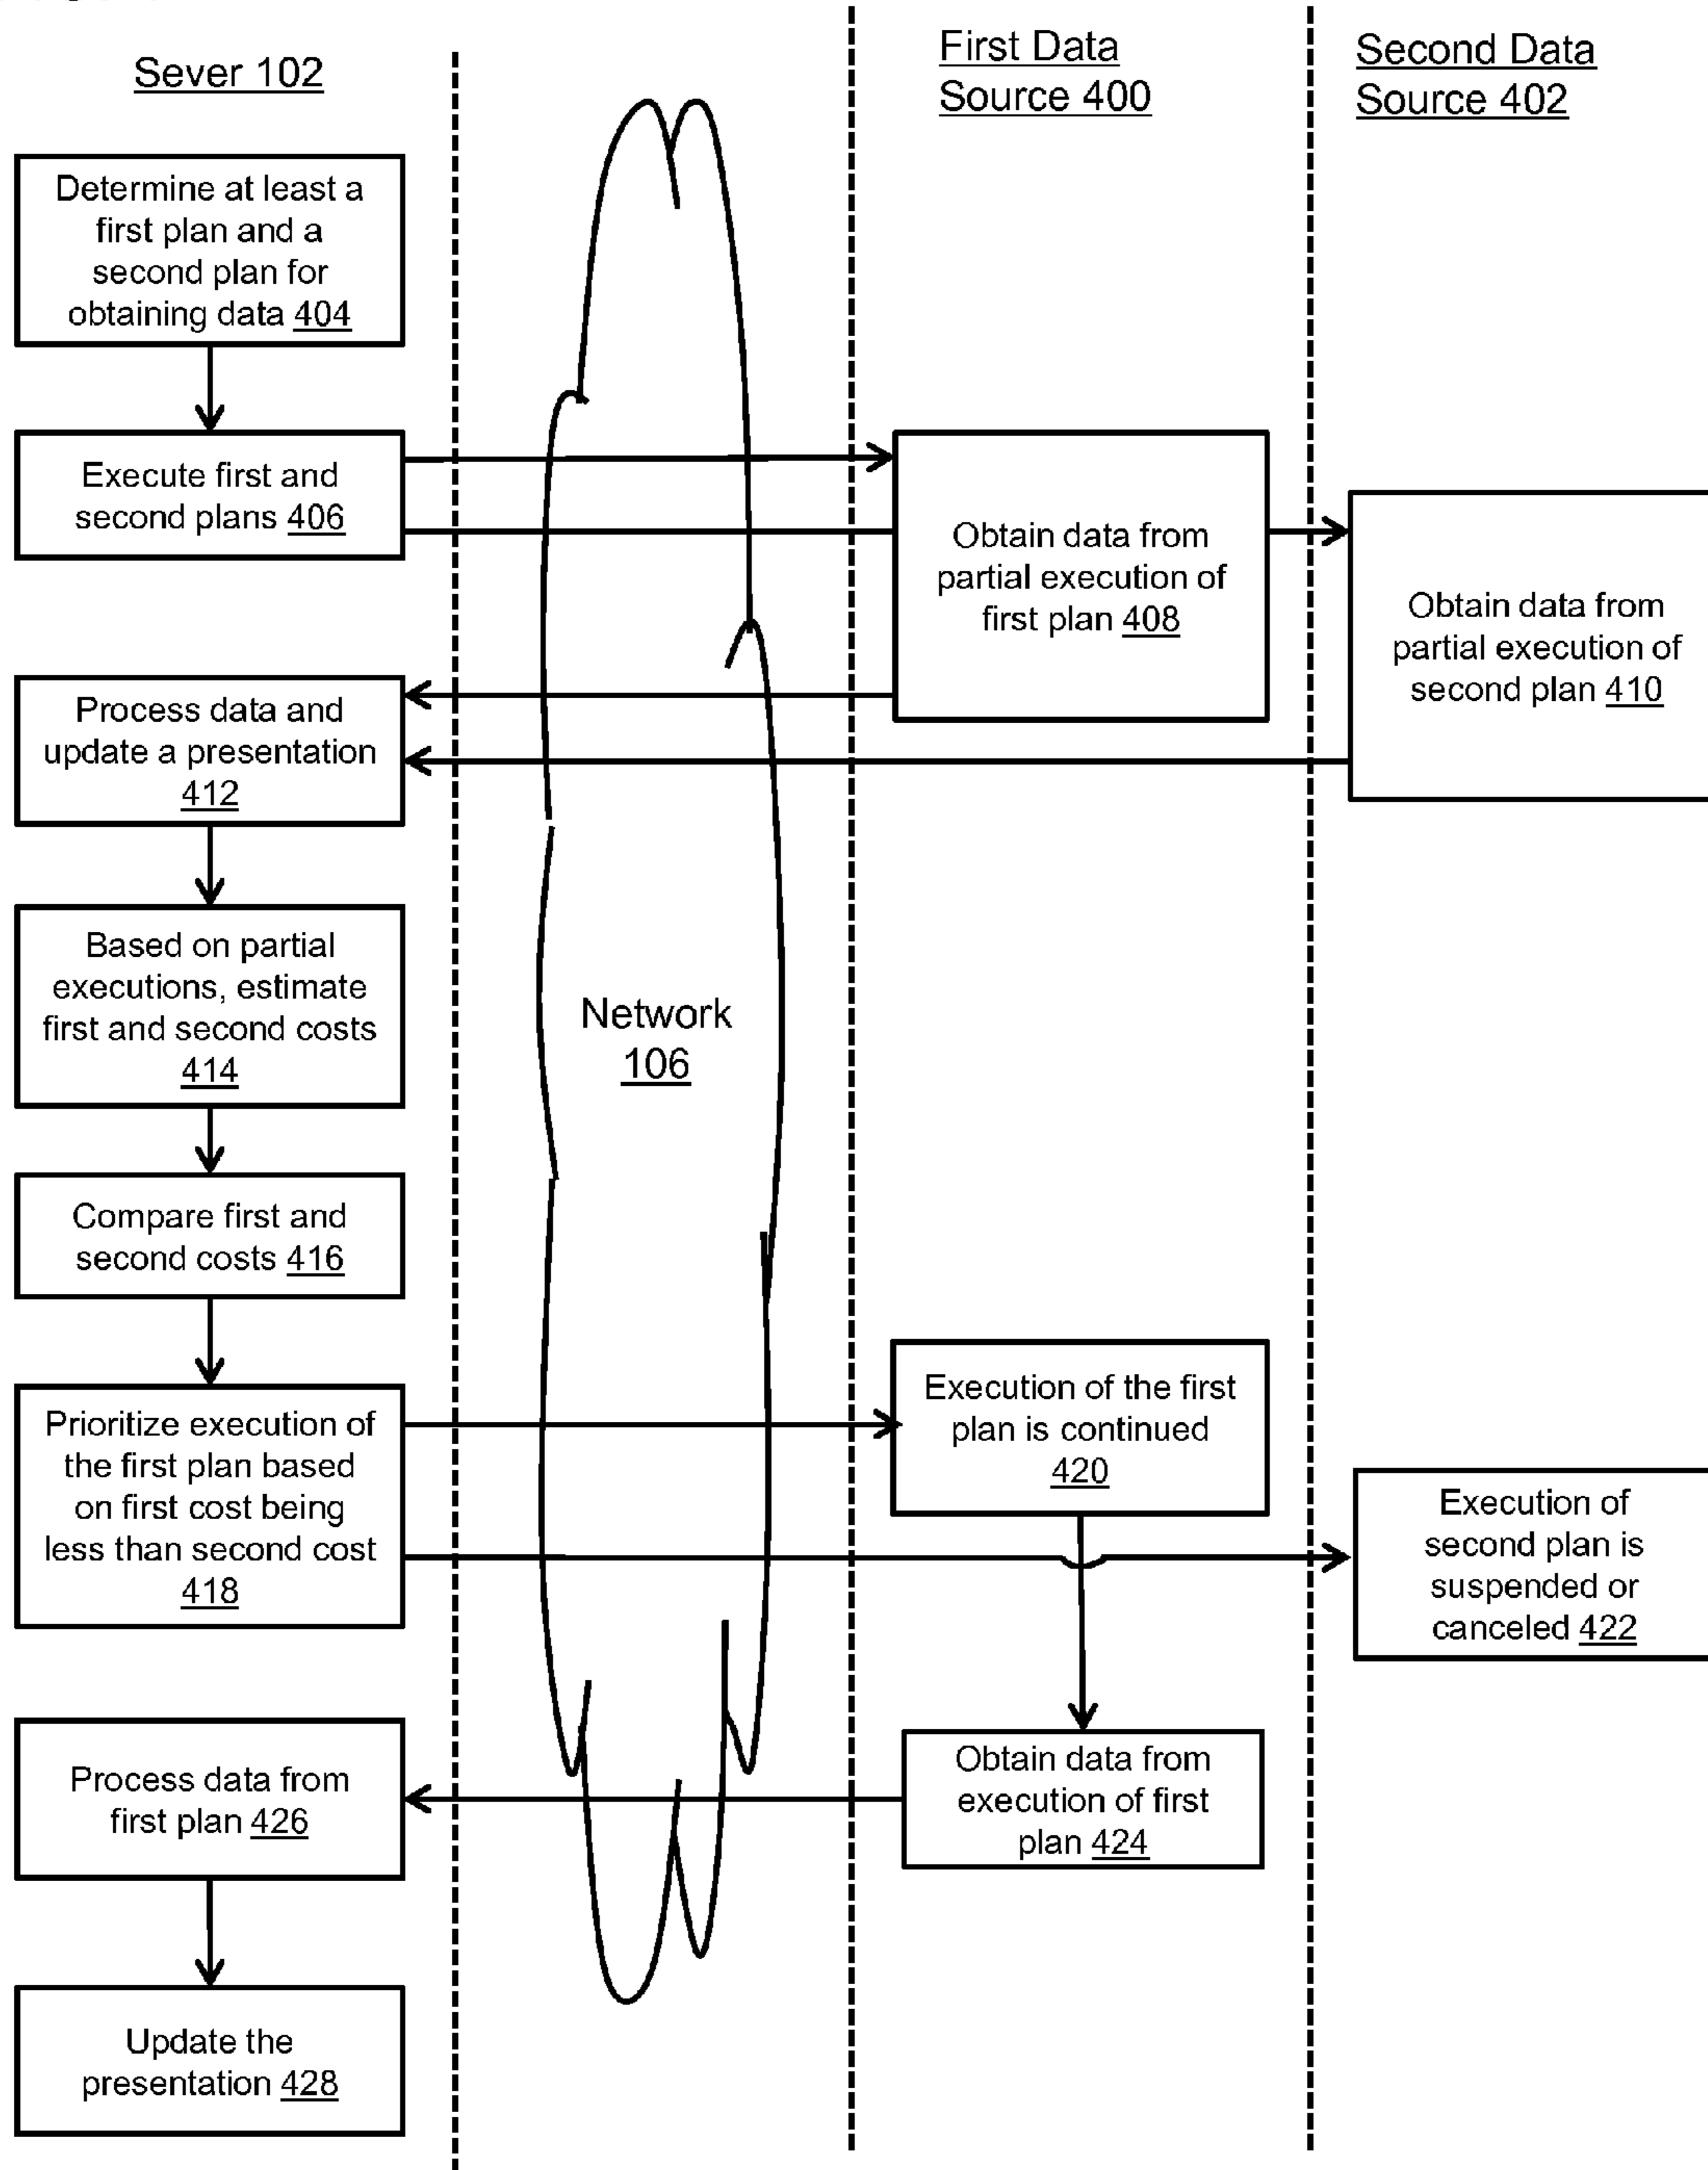 Sever 102
First Data
Source 400
Second Data
Source 402
Determine at least a
first plan and a
second plan for
obtaining data 404
Execute first and
second plans 406
Obtain data from
partial execution of
first plan 408
Obtain data from
partial execution of
second plan 410
Process data and
update a presentation
412
Based on partial
executions, estimate
first and second costs
414
Network
106
Compare first and
second costs 416
Prioritize execution of
the first plan based
on first cost being
less than second cost
418
Execution of the first
plan is continued
420
Execution of
second plan is
suspended or
canceled 422
Obtain data from
execution of first
plan 424
Process data from
first plan 426
Update the
presentation 428